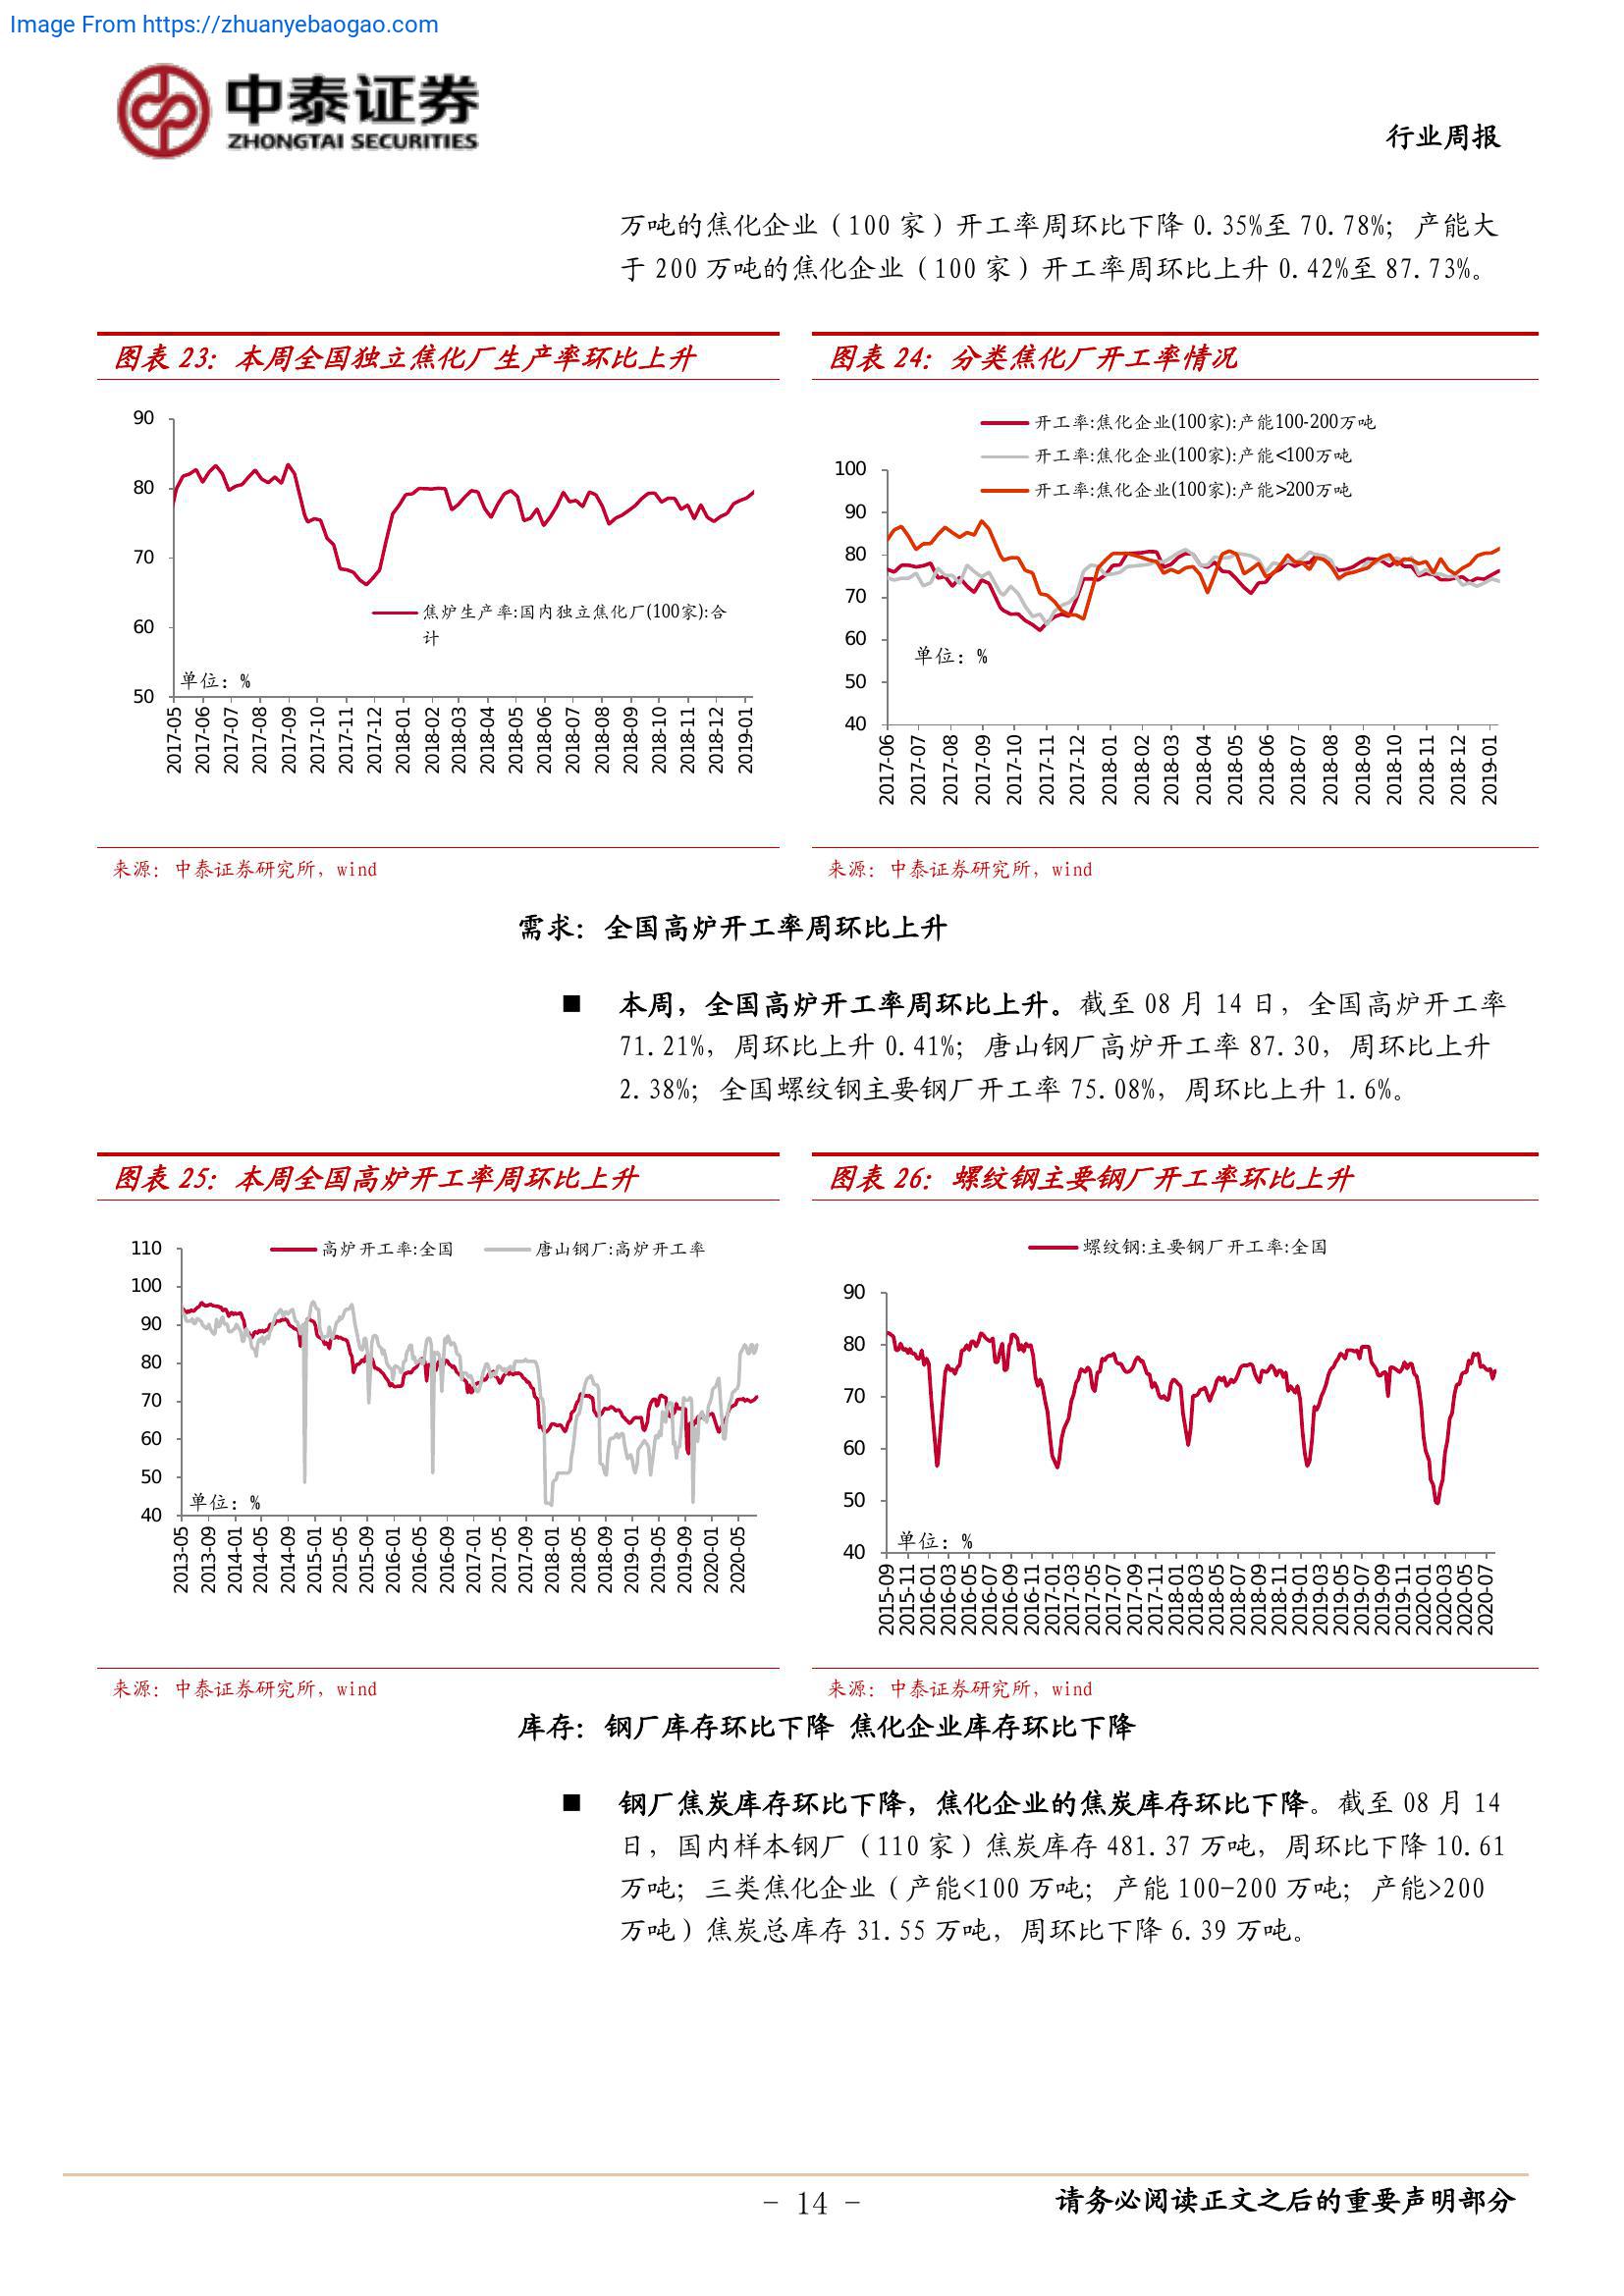 Image From https://zhuanyebaogao.com
中泰证券
ZHONGTAI SECURITIES
行业周报
万吨的焦化企业（100 家）开工率周环比下降 0.35%至 70.78%；产能大
于 200 万吨的焦化企业（100 家）开工率周环比上升 0.42%至 87.73%。
图表 23：本周全国独立焦化厂生产率环比上升
90
80
70
60
50
焦炉生产率:国内独立焦化厂(100家):合
计
单位：%
2017-05 2017-06 2017-07 2017-08 2017-09 2017-10 2017-11 2017-12 2018-01 2018-02 2018-03 2018-04 2018-05 2018-06 2018-07 2018-08 2018-09 2018-10 2018-11 2018-12 2019-01
来源：中泰证券研究所，wind
图表 24：分类焦化厂开工率情况
开工率:焦化企业(100家):产能100-200万吨
开工率:焦化企业(100家):产能<100万吨
开工率:焦化企业(100家):产能>200万吨
100
90
80
70
60
50
40
单位：%
2017-06 2017-07 2017-08 2017-09 2017-10 2017-11 2017-12 2018-01 2018-02 2018-03 2018-04 2018-05 2018-06 2018-07 2018-08 2018-09 2018-10 2018-11 2018-12 2019-01
来源：中泰证券研究所，wind
需求：全国高炉开工率周环比上升
■ 本周，全国高炉开工率周环比上升。截至 08 月 14 日，全国高炉开工率
71.21%，周环比上升 0.41%；唐山钢厂高炉开工率 87.30，周环比上升
2.38%；全国螺纹钢主要钢厂开工率 75.08%，周环比上升 1.6%。
图表 25：本周全国高炉开工率周环比上升
高炉开工率:全国 唐山钢厂:高炉开工率
110
100
90
80
70
60
50
40
单位：%
2013-05 2013-09 2014-01 2014-05 2014-09 2015-01 2015-05 2015-09 2016-01 2016-05 2016-09 2017-01 2017-05 2017-09 2018-01 2018-05 2018-09 2019-01 2019-05 2019-09 2020-01 2020-05
来源：中泰证券研究所，wind
图表 26：螺纹钢主要钢厂开工率环比上升
螺纹钢:主要钢厂开工率:全国
90
80
70
60
50
40
单位：%
2015-09 2015-11 2016-01 2016-03 2016-05 2016-07 2016-09 2016-11 2017-01 2017-03 2017-05 2017-07 2017-09 2017-11 2018-01 2018-03 2018-05 2018-07 2018-09 2018-11 2019-01 2019-03 2019-05 2019-07 2019-09 2019-11 2020-01 2020-03 2020-05 2020-07
来源：中泰证券研究所，wind
库存：钢厂库存环比下降 焦化企业库存环比下降
■ 钢厂焦炭库存环比下降，焦化企业的焦炭库存环比下降。截至 08 月 14
日，国内样本钢厂（110 家）焦炭库存 481.37 万吨，周环比下降 10.61
万吨；三类焦化企业（产能<100 万吨；产能 100-200 万吨；产能>200
万吨）焦炭总库存 31.55 万吨，周环比下降 6.39 万吨。
- 14 -
请务必阅读正文之后的重要声明部分